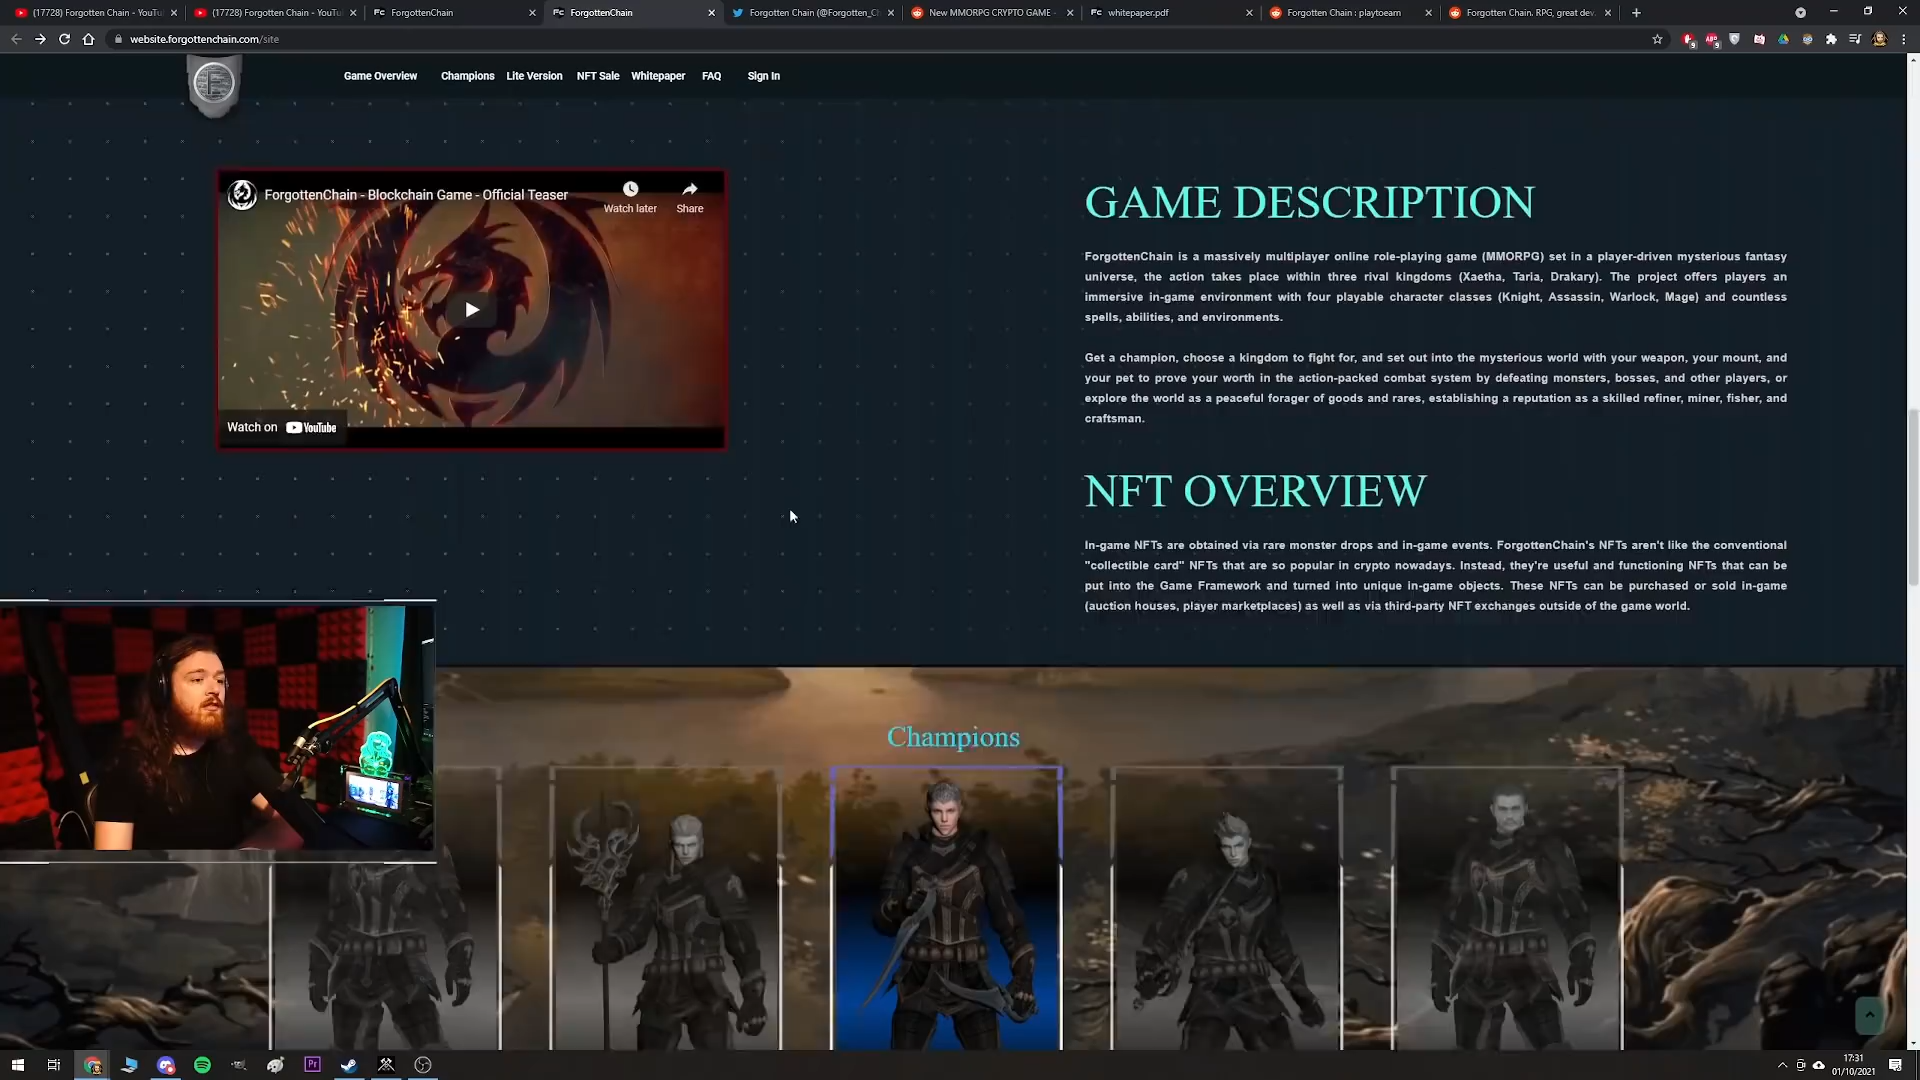 (17728) Forgotten Chain - YouTu
(17728) Forgotten Chain - YouTu
ForgottenChain
ForgottenChain
Forgotten Chain (@Forgotten_C
New MMORPG CRYPTO GAME -
whitepaper.pdf
Forgotten Chain : playtoearn
Forgotten Chain. RPG, great dev.
website.forgottenchain.com/site
Game Overview Champions Lite Version NFT Sale Whitepaper FAQ Sign In
ForgottenChain - Blockchain Game - Official Teaser
Watch later
Share
Watch on YouTube
GAME DESCRIPTION
ForgottenChain is a massively multiplayer online role-playing game (MMORPG) set in a player-driven mysterious fantasy
universe, the action takes place within three rival kingdoms (Xaetha, Taria, Drakary). The project offers players an
immersive in-game environment with four playable character classes (Knight, Assassin, Warlock, Mage) and countless
spells, abilities, and environments.
Get a champion, choose a kingdom to fight for, and set out into the mysterious world with your weapon, your mount, and
your pet to prove your worth in the action-packed combat system by defeating monsters, bosses, and other players, or
explore the world as a peaceful forager of goods and rares, establishing a reputation as a skilled refiner, miner, fisher, and
craftsman.
NFT OVERVIEW
In-game NFTs are obtained via rare monster drops and in-game events. ForgottenChain's NFTs aren't like the conventional
"collectible card" NFTs that are so popular in crypto nowadays. Instead, they're useful and functioning NFTs that can be
put into the Game Framework and turned into unique in-game objects. These NFTs can be purchased or sold in-game
(auction houses, player marketplaces) as well as via third-party NFT exchanges outside of the game world.
Champions
17:31
01/10/2021